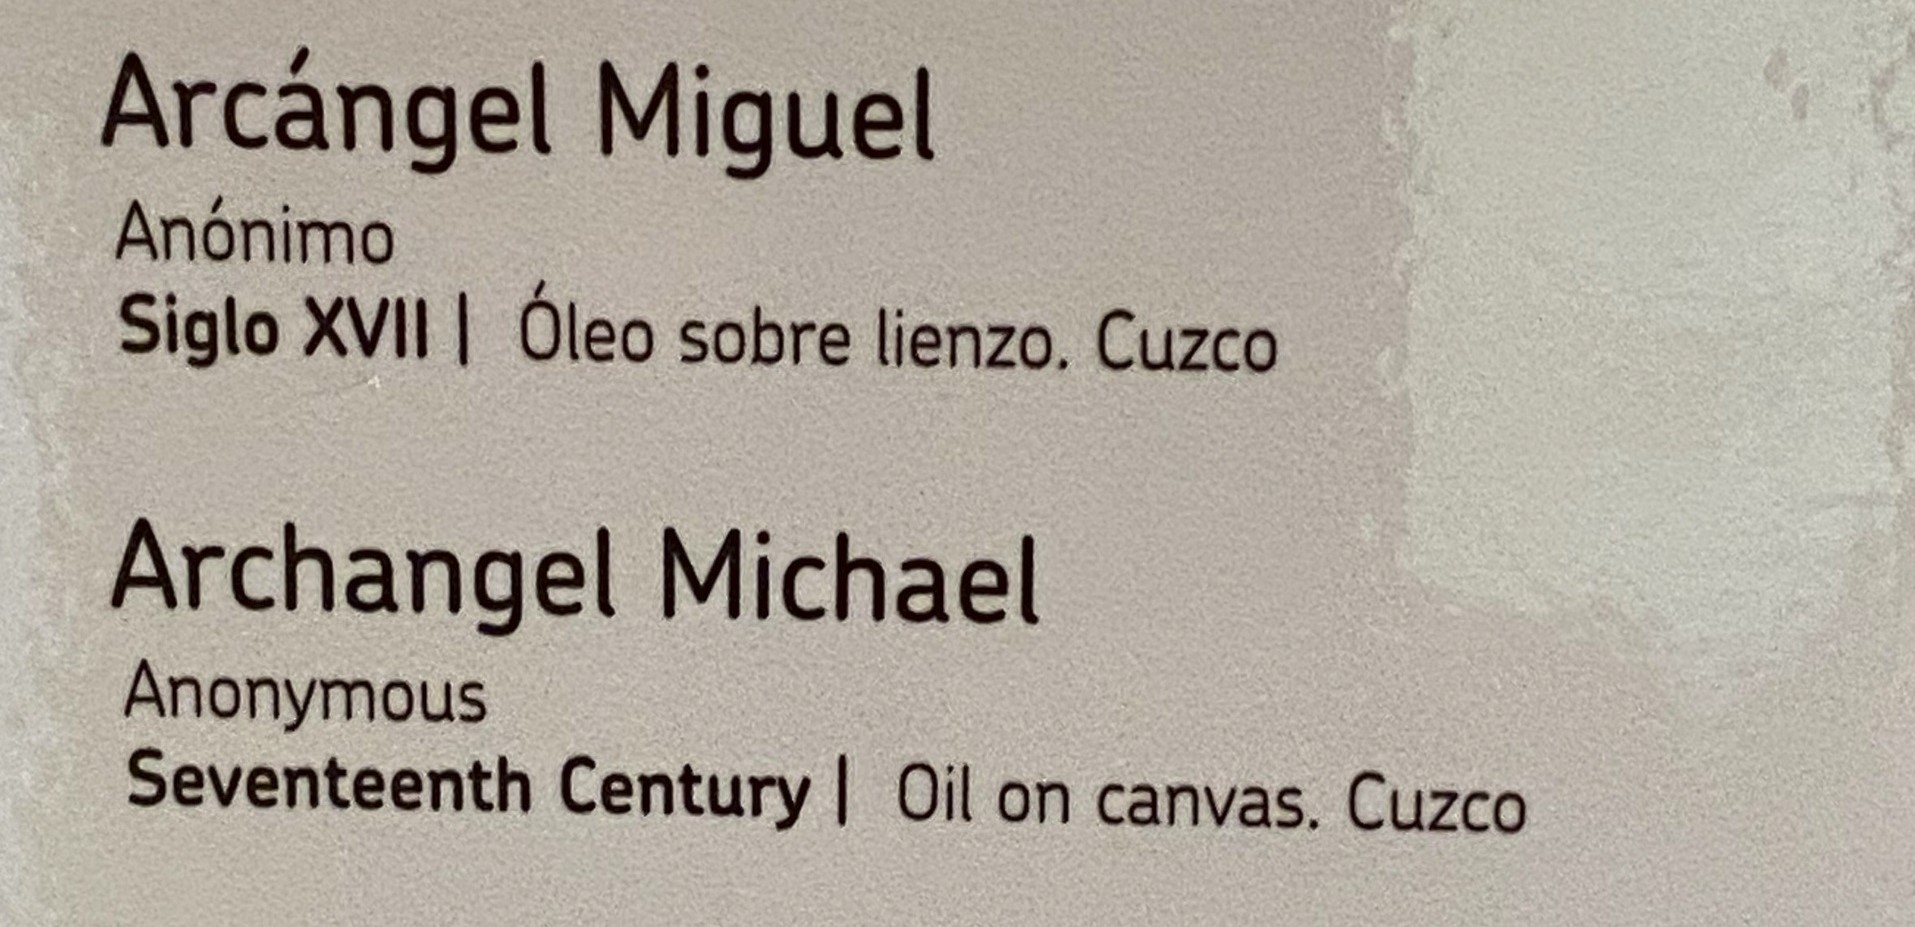 Arcángel Miguel
Anónimo
Siglo XVII | Óleo sobre lienzo. Cuzco
Archangel Michael
Anonymous
Seventeenth Century | Oil on canvas. Cuzco